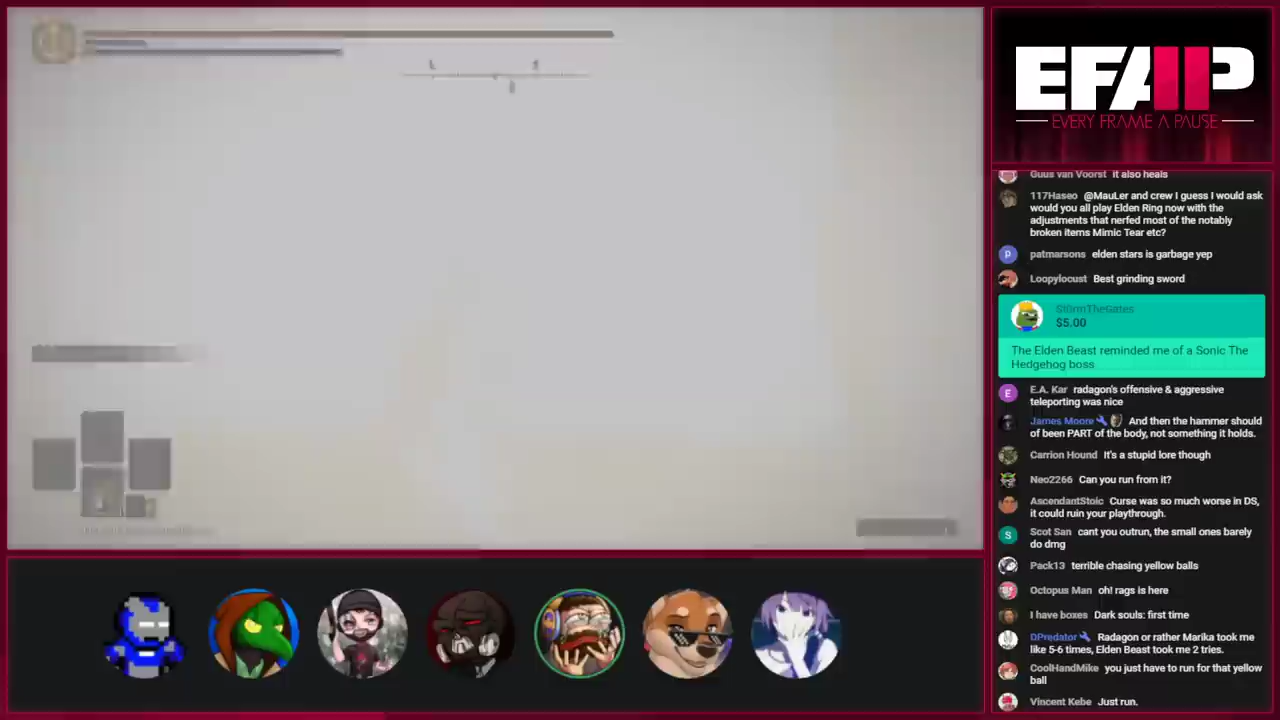 EFAP
EVERY FRAME A PAUSE
Guus van Voorst it also heals
117Haseo @MauLer and crew I guess I would ask
would you all play Elden Ring now with the
adjustments that nerfed most of the notably
broken items Mimic Tear etc?
patmarsons elden stars is garbage yep
Loopylocust Best grinding sword
St0rmTheGates
$5.00
The Elden Beast reminded me of a Sonic The
Hedgehog boss
E.A. Kar radagon's offensive & aggressive
teleporting was nice
James Moore And then the hammer should
of been PART of the body, not something it holds.
Carrion Hound It's a stupid lore though
Neo2266 Can you run from it?
AscendantStoic Curse was so much worse in DS,
it could ruin your playthrough.
Scot San cant you outrun, the small ones barely
do dmg
Pack13 terrible chasing yellow balls
Octopus Man oh! rags is here
I have boxes Dark souls: first time
DPredator Radagon or rather Marika took me
like 5-6 times, Elden Beast took me 2 tries.
CoolHandMike you just have to run for that yellow
ball
Vincent Kebe Just run.